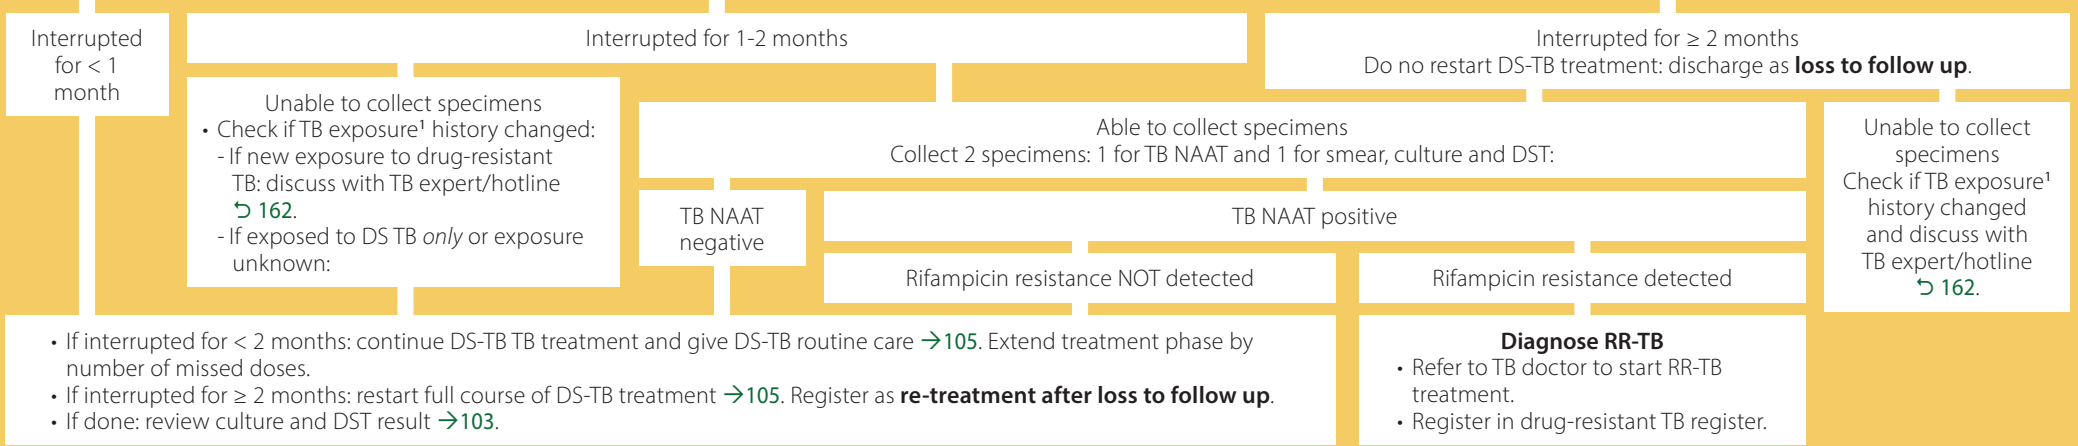 Interrupted
for < 1
month
Interrupted for 1-2 months
Interrupted for ≥ 2 months
Do no restart DS-TB treatment: discharge as loss to follow up.
Unable to collect specimens
• Check if TB exposure¹ history changed:
- If new exposure to drug-resistant
TB: discuss with TB expert/hotline
⮌ 162.
- If exposed to DS TB only or exposure
unknown:
Able to collect specimens
Collect 2 specimens: 1 for TB NAAT and 1 for smear, culture and DST:
Unable to collect
specimens
Check if TB exposure¹
history changed
and discuss with
TB expert/hotline
⮌ 162.
TB NAAT
negative
TB NAAT positive
Rifampicin resistance NOT detected
Rifampicin resistance detected
• If interrupted for < 2 months: continue DS-TB TB treatment and give DS-TB routine care →105. Extend treatment phase by
number of missed doses.
• If interrupted for ≥ 2 months: restart full course of DS-TB treatment →105. Register as re-treatment after loss to follow up.
• If done: review culture and DST result →103.
Diagnose RR-TB
• Refer to TB doctor to start RR-TB
treatment.
• Register in drug-resistant TB register.